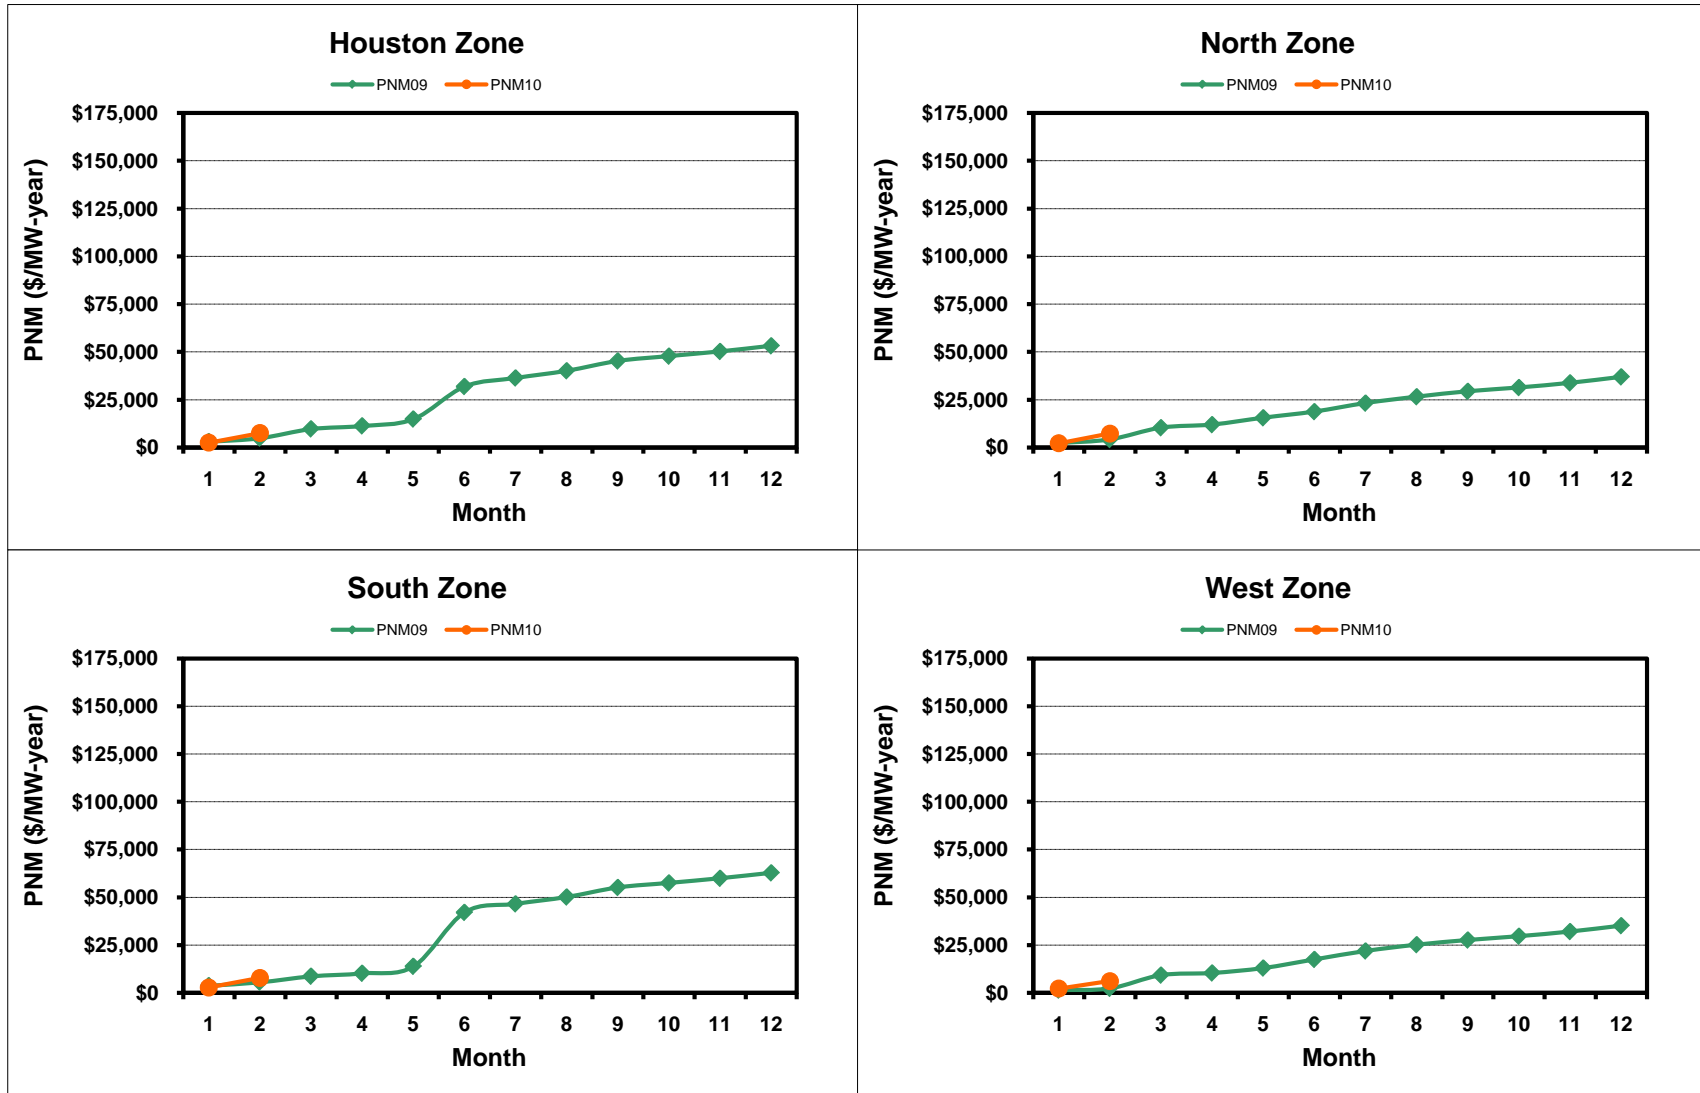 Houston Zone
PNM09 PNM10
PNM ($/MW-year)
$175,000
$150,000
$125,000
$100,000
$75,000
$50,000
$25,000
$0
1 2 3 4 5 6 7 8 9 10 11 12
Month
North Zone
PNM09 PNM10
PNM ($/MW-year)
$175,000
$150,000
$125,000
$100,000
$75,000
$50,000
$25,000
$0
1 2 3 4 5 6 7 8 9 10 11 12
Month
South Zone
PNM09 PNM10
PNM ($/MW-year)
$175,000
$150,000
$125,000
$100,000
$75,000
$50,000
$25,000
$0
1 2 3 4 5 6 7 8 9 10 11 12
Month
West Zone
PNM09 PNM10
PNM ($/MW-year)
$175,000
$150,000
$125,000
$100,000
$75,000
$50,000
$25,000
$0
1 2 3 4 5 6 7 8 9 10 11 12
Month